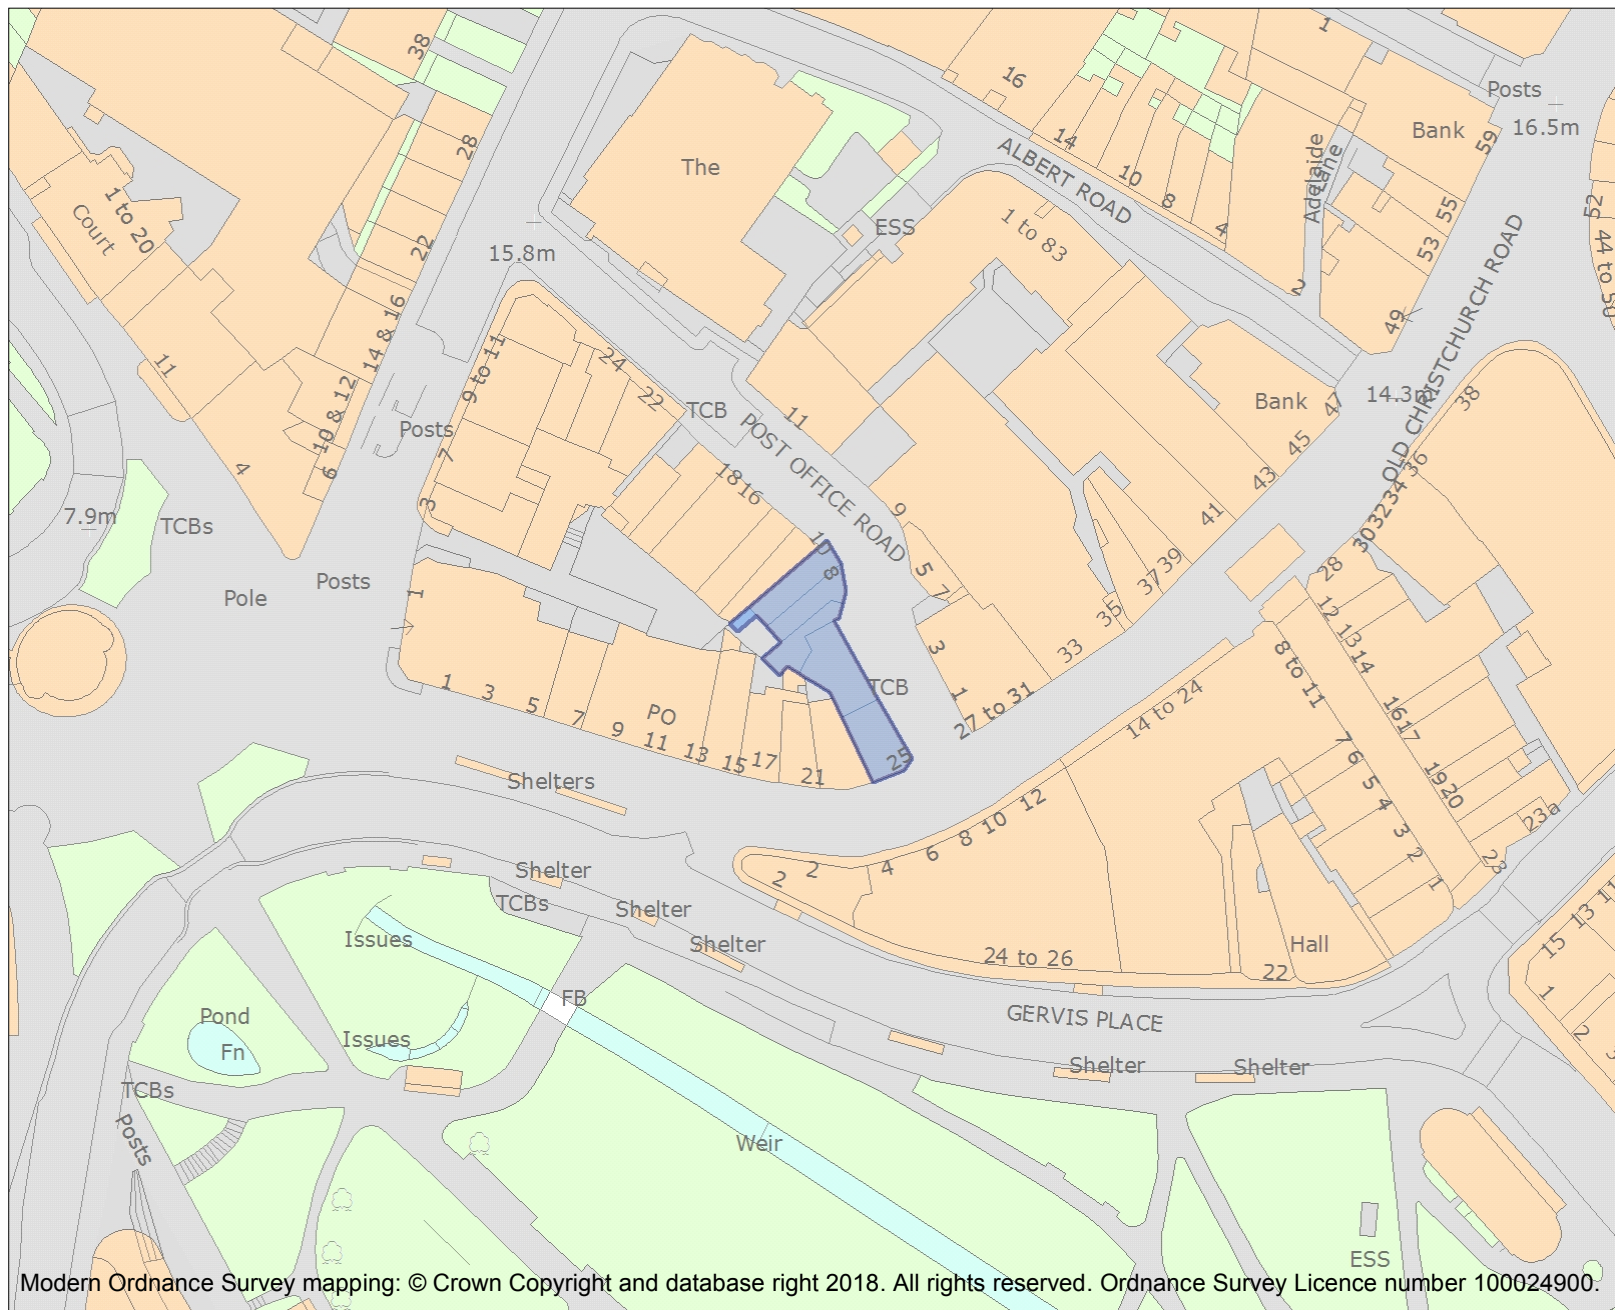 38
1
16
Posts
16.5m
Bank
59
The
14
ALBERT ROAD
10
8
4
Adelaide
Lane
28
1 to 20
Court
ESS
1 to 83
55
53
52
44 to 50
22
15.8m
2
49
OLD CHRISTCHURCH ROAD
14 & 16
9 to 11
24
22
11
10 & 12
TCB
POST OFFICE ROAD
11
Bank
14.3m
47
38
Posts
7
4
6
18
16
45
43
36
34
32
30
7.9m
TCBs
3
9
41
10
8
5
7
39
37
35
28
Posts
Pole
1
12
13
14
3
33
8 to 11
1
3
5
7
PO
9
11
13
15
17
21
TCB
25
1
27 to 31
14 to 24
16
17
7
6
5
4
3
2
1
19
20
23a
23
Shelters
12
10
8
6
4
2
2
Shelter
TCBs
Shelter
Issues
Shelter
24 to 26
22
Hall
15
13
11
1
2
FB
Pond
Fn
Issues
GERVIS PLACE
Shelter
Shelter
TCBs
Posts
Weir
ESS
Modern Ordnance Survey mapping: © Crown Copyright and database right 2018. All rights reserved. Ordnance Survey Licence number 100024900.